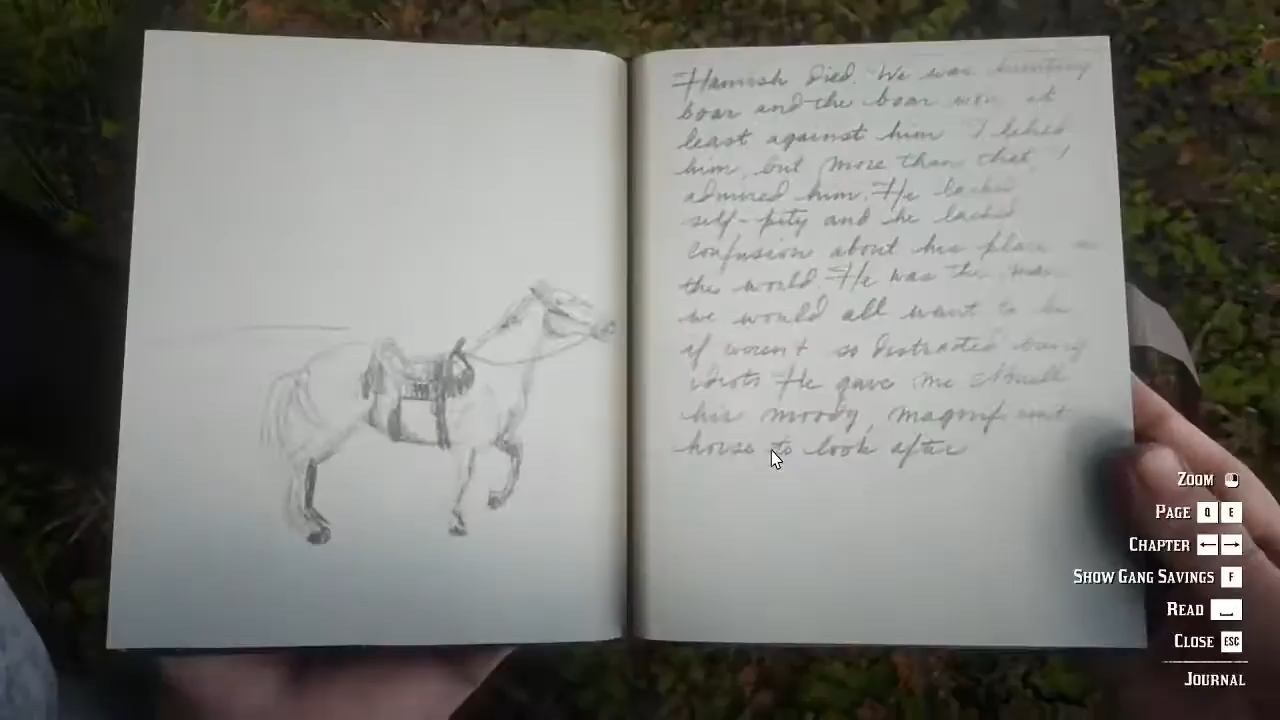 Hamish died. We was hunting
boar and the boar won at
least against him I liked
him, but more than that, I
admired him. He lacked
self-pity and he lacked
confusion about his place in
the world. He was the man
we would all want to be
if weren't so distracted being
idiots He gave me Buell
his moody, magnificent
horse to look after
ZOOM
PAGE Q E
CHAPTER ← →
SHOW GANG SAVINGS F
READ
CLOSE ESC
JOURNAL